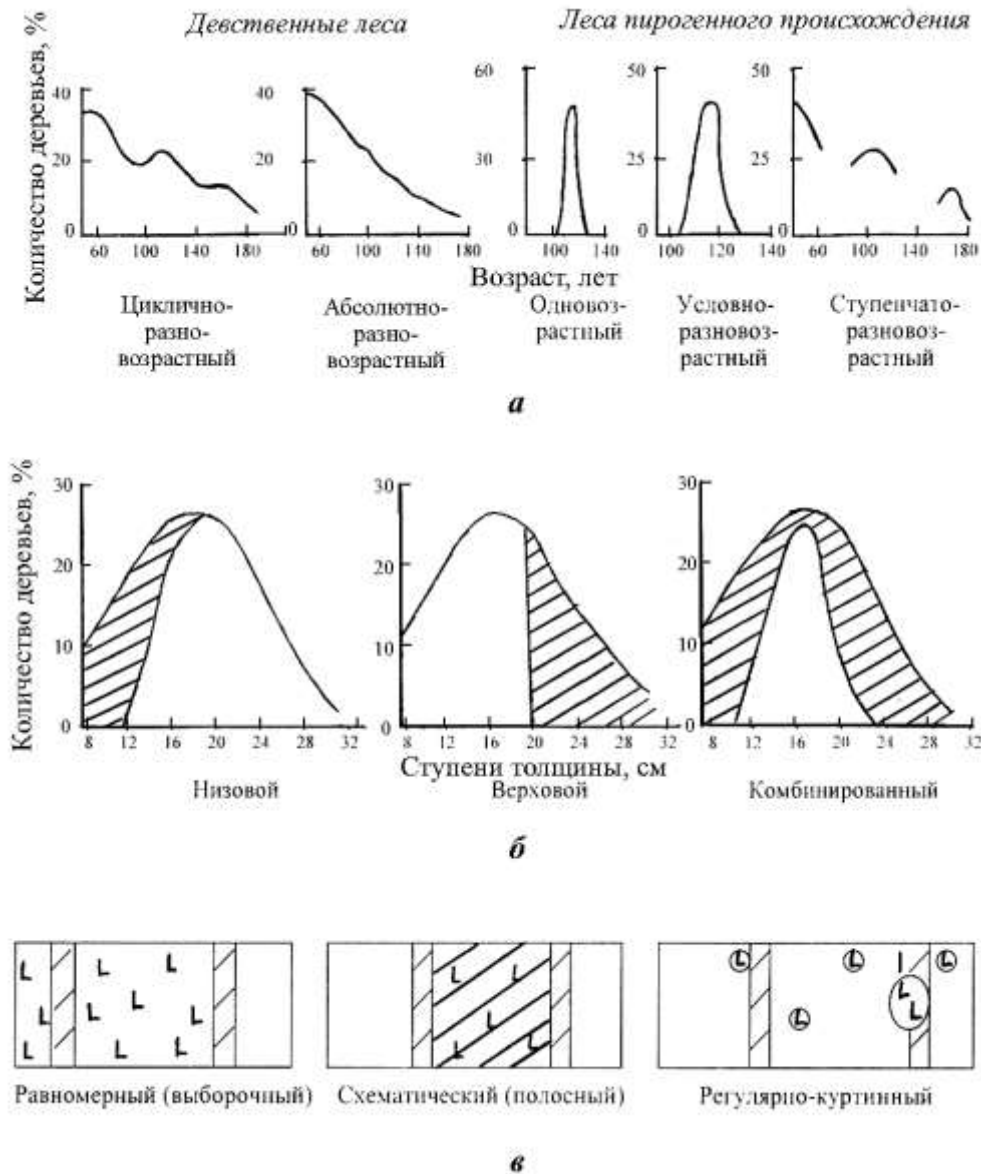 Девственные леса
Леса пирогенного происхождения
Количество деревьев, %
40
20
0
60 100 140 180
40
20
0
60 100 140 180
60
30
0
100 140
50
25
0
100 120 140
50
25
0
60 100 140 180
Возраст, лет
Циклично-
разно-
возрастный
Абсолютно-
разно-
возрастный
Одновоз-
растный
Условно-
разновоз-
растный
Ступенчато-
разновоз-
растный
а
Количество деревьев, %
30
20
10
0
8 12 16 20 24 28 32
30
20
10
0
8 12 16 20 24 28 32
30
20
10
0
8 12 16 20 24 28 32
Ступени толщины, см
Низовой
Верховой
Комбинированный
б
L L L
L L L L
L L L
L L
L
L L
L L L
L
L L
Равномерный (выборочный)
Схематический (полосный)
Регулярно-куртинный
в